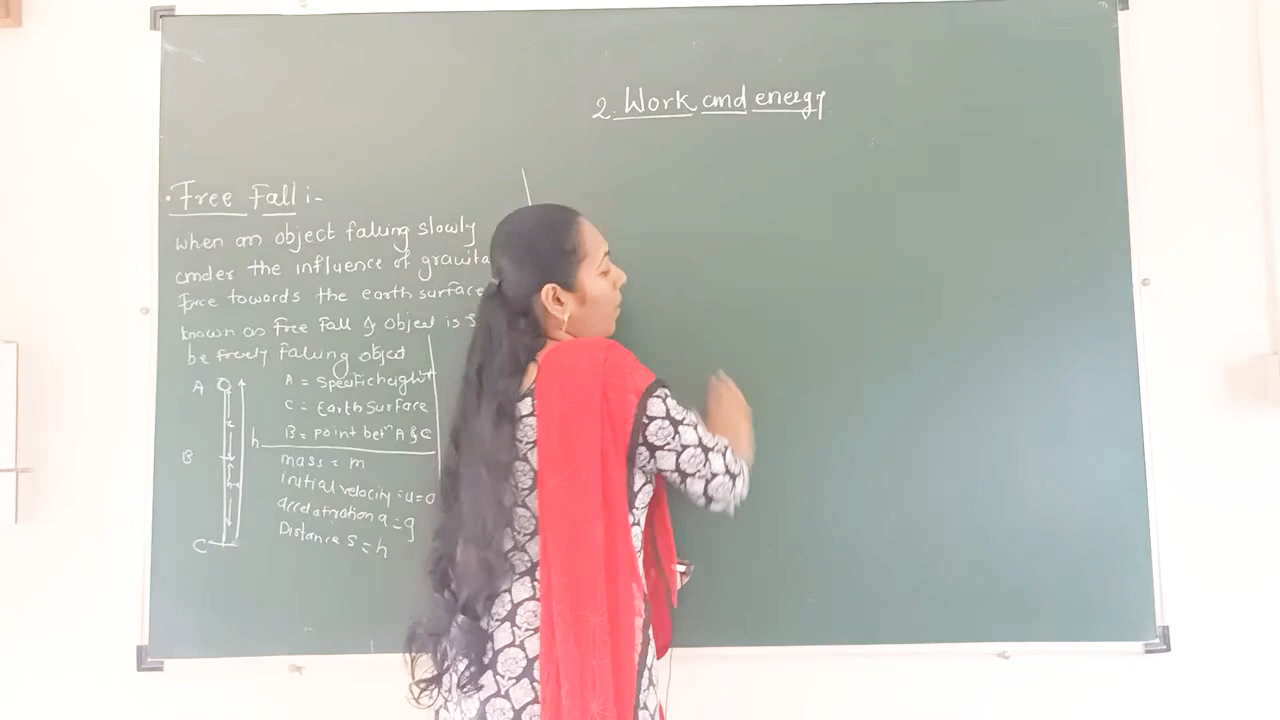 2. Work and energy
• Free Fall :-
When an object falling slowly
under the influence of gravita
Force towards the earth surface
known as Free Fall & Object is s
be freely Falling object
A
A = Specific height
C = Earth Surface
h
B = point betⁿ A & C
B
mass = m
initial velocity = u = 0
accelatration a = g
Distance s = h
C